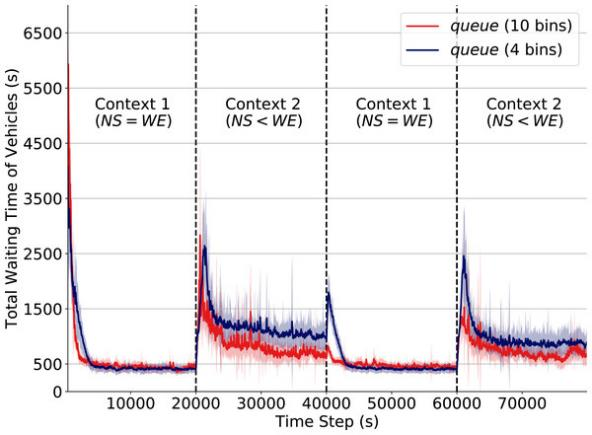 Total Waiting Time of Vehicles (s)
6500
5500
4500
3500
2500
1500
500
0
queue (10 bins)
queue (4 bins)
Context 1
(NS = WE)
Context 2
(NS < WE)
Context 1
(NS = WE)
Context 2
(NS < WE)
10000 20000 30000 40000 50000 60000 70000
Time Step (s)